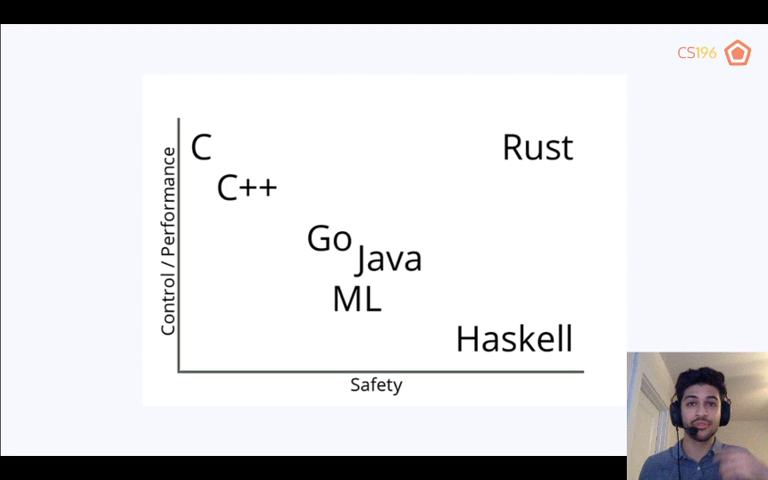 CS196
C
Rust
C++
Go
Java
ML
Haskell
Control / Performance
Safety